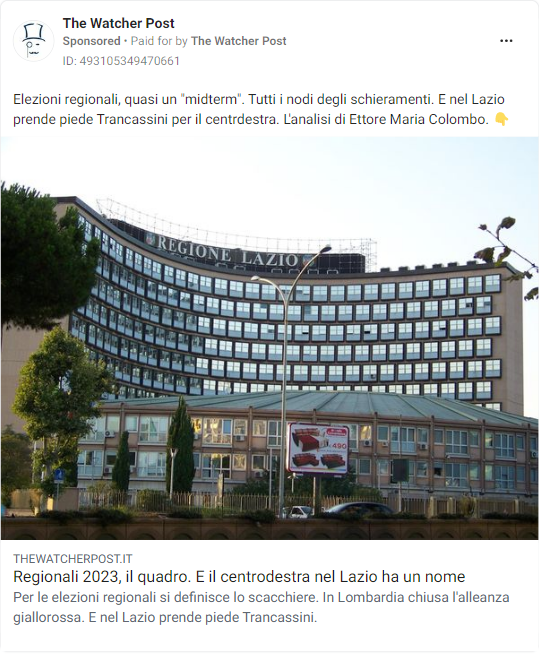 The Watcher Post
Sponsored • Paid for by The Watcher Post
ID: 493105349470661
Elezioni regionali, quasi un "midterm". Tutti i nodi degli schieramenti. E nel Lazio
prende piede Trancassini per il centrdestra. L'analisi di Ettore Maria Colombo. 👇
REGIONE LAZIO
490
THEWATCHERPOST.IT
Regionali 2023, il quadro. E il centrodestra nel Lazio ha un nome
Per le elezioni regionali si definisce lo scacchiere. In Lombardia chiusa l'alleanza
giallorossa. E nel Lazio prende piede Trancassini.